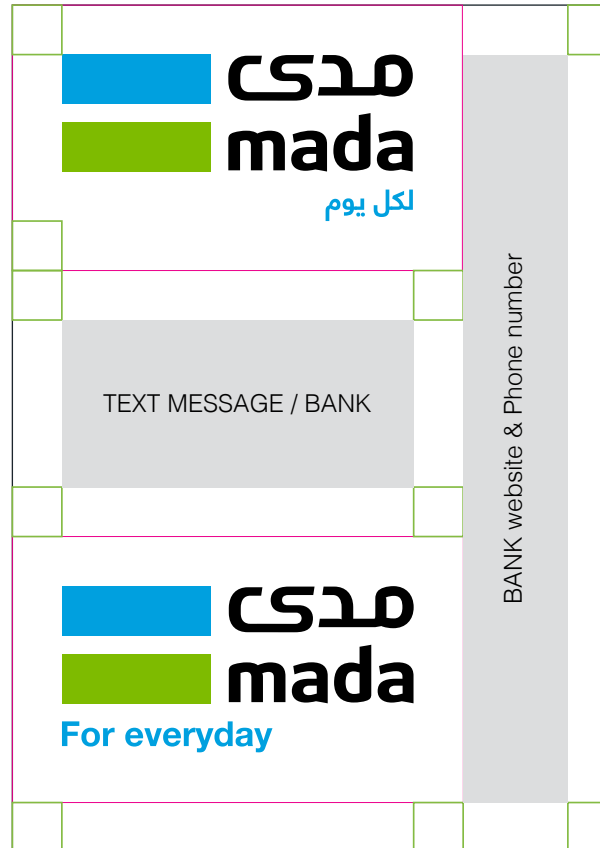 مدى
mada
لكل يوم
TEXT MESSAGE / BANK
BANK website & Phone number
مدى
mada
For everyday